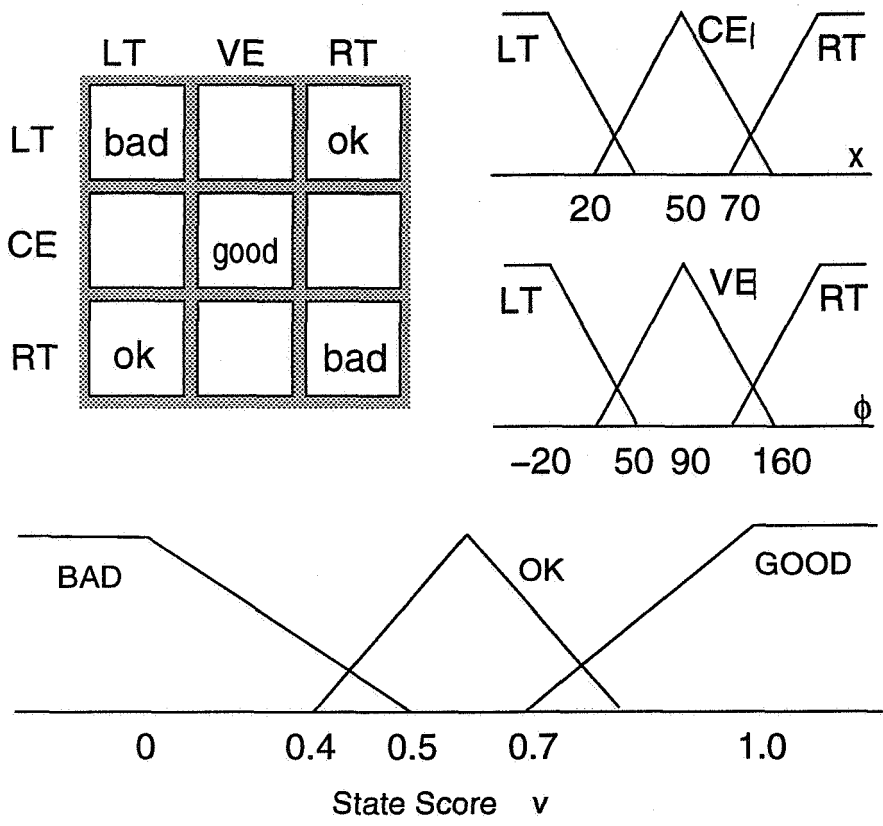 LT VE RT
LT bad ok
CE good
RT ok bad
LT CE RT
x
20 50 70
LT VE RT
ϕ
−20 50 90 160
BAD OK GOOD
0 0.4 0.5 0.7 1.0
State Score v